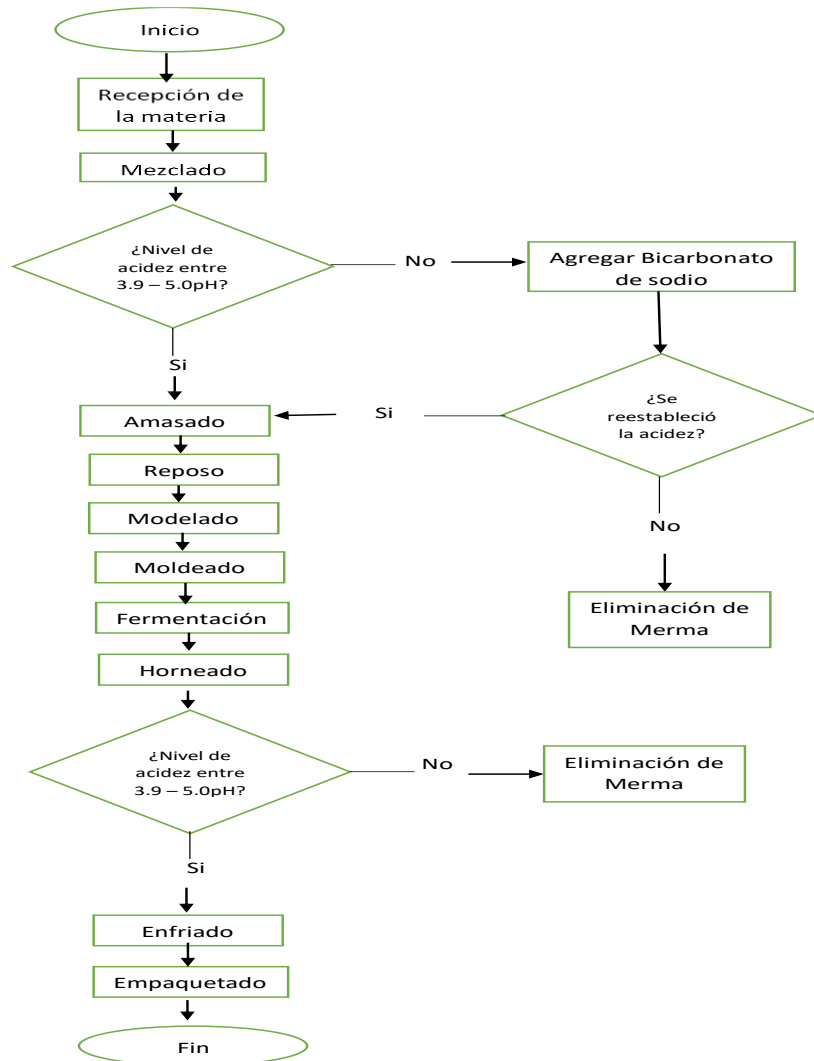 Inicio
Recepción de
la materia
Mezclado
¿Nivel de
acidez entre
3.9 – 5.0pH?
No
Agregar Bicarbonato
de sodio
Si
¿Se
reestableció
la acidez?
Si
Amasado
Reposo
No
Modelado
Moldeado
Eliminación de
Merma
Fermentación
Horneado
¿Nivel de
acidez entre
3.9 – 5.0pH?
No
Eliminación de
Merma
Si
Enfriado
Empaquetado
Fin